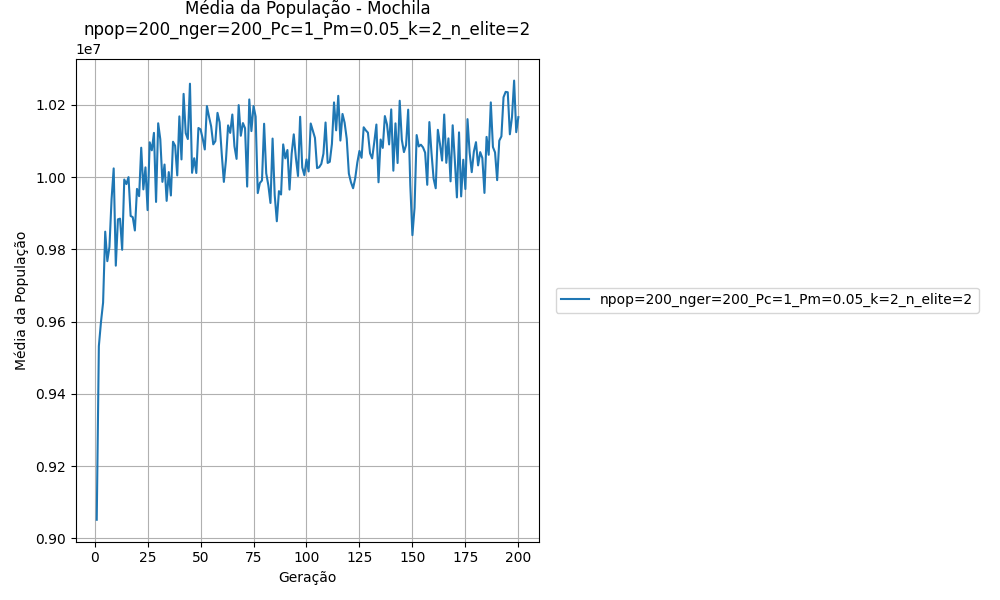 Média da População - Mochila
npop=200_nger=200_Pc=1_Pm=0.05_k=2_n_elite=2
1e7
1.02
1.00
0.98
0.96
0.94
0.92
0.90
Média da População
0 25 50 75 100 125 150 175 200
Geração
npop=200_nger=200_Pc=1_Pm=0.05_k=2_n_elite=2